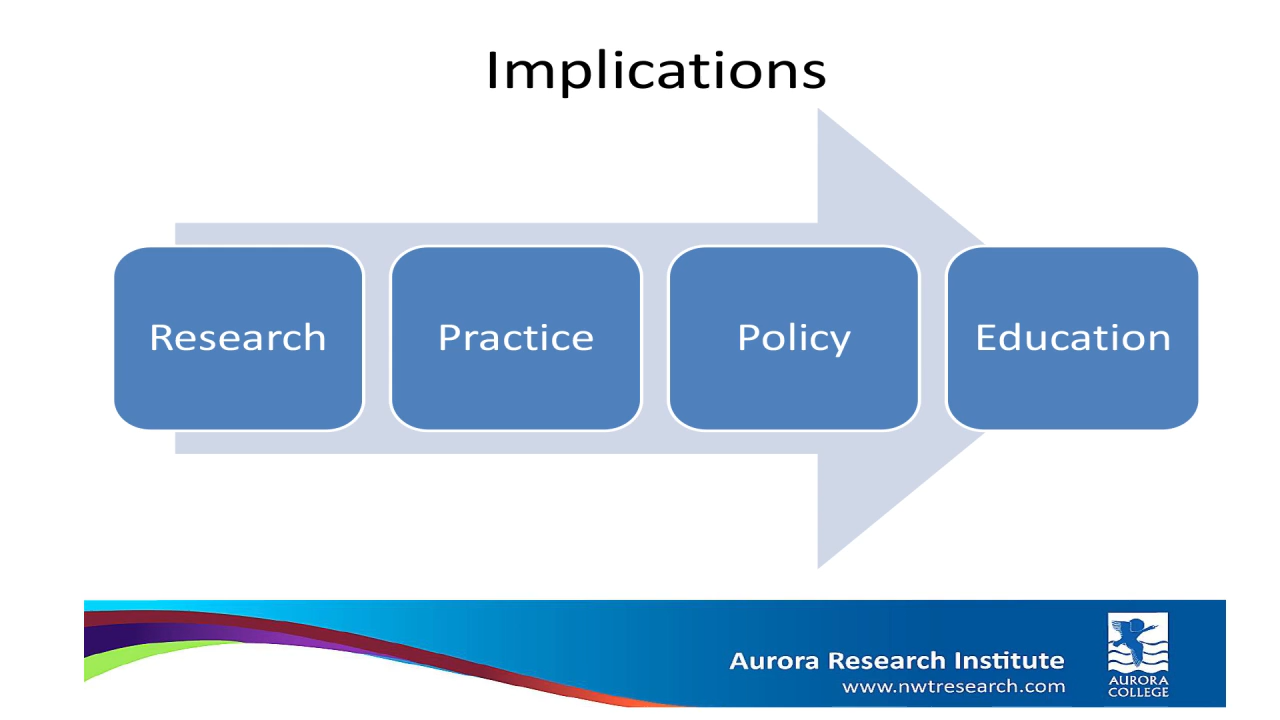 Implications
Research
Practice
Policy
Education
Aurora Research Institute
www.nwtresearch.com
AURORA
COLLEGE